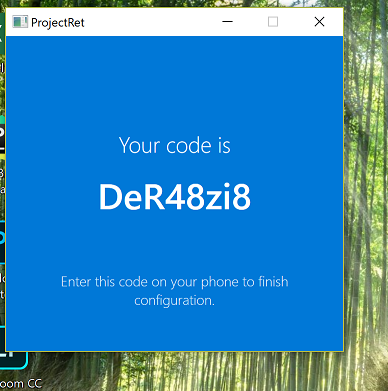 ProjectRet
Your code is
DeR48zi8
Enter this code on your phone to finish
configuration.
oom CC